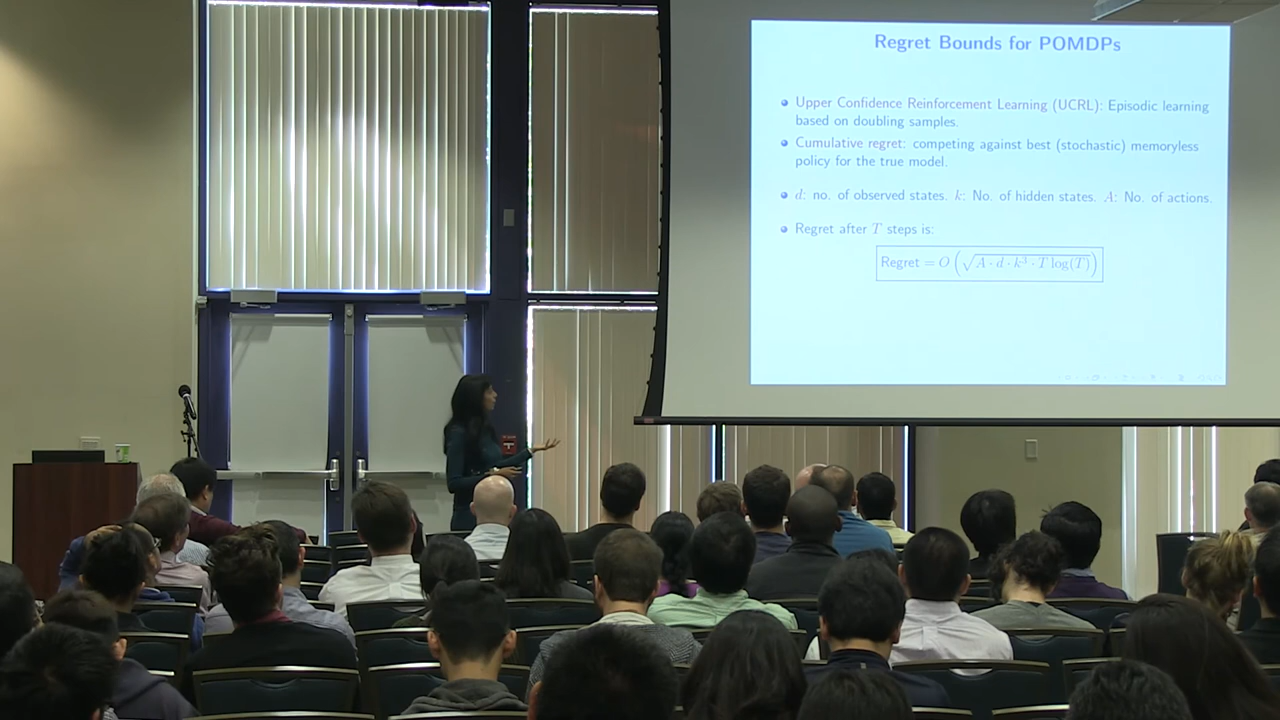 Regret Bounds for POMDPs
• Upper Confidence Reinforcement Learning (UCRL): Episodic learning
based on doubling samples.
• Cumulative regret: competing against best (stochastic) memoryless
policy for the true model.
• d: no. of observed states. k: No. of hidden states. A: No. of actions.
• Regret after T steps is:
Regret = O (√A · d · k³ · T log(T))